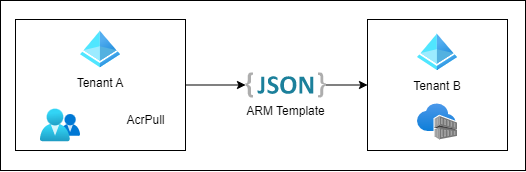 Tenant A
AcrPull
{JSON}
ARM Template
Tenant B